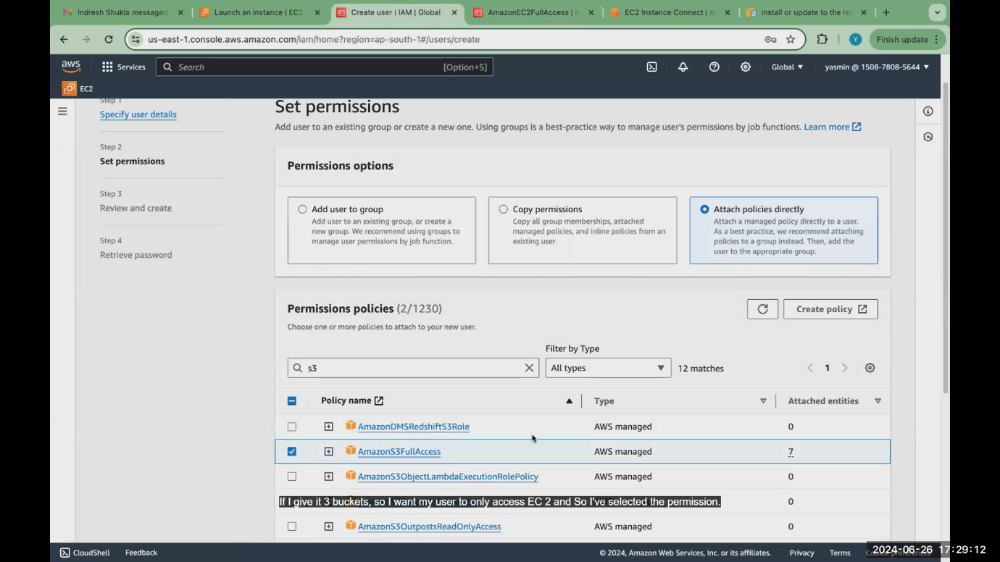 Indresh Shukla messaged
Launch an instance | EC2
Create user | IAM | Global
AmazonEC2FullAccess | I
EC2 Instance Connect | a
Install or update to the la
us-east-1.console.aws.amazon.com/iam/home?region=ap-south-1#/users/create
Y
Finish update
aws
Services
Search
[Option+S]
Global
yasmin @ 1508-7808-5644
EC2
Step 1
Specify user details
Step 2
Set permissions
Step 3
Review and create
Step 4
Retrieve password
Set permissions
Add user to an existing group or create a new one. Using groups is a best-practice way to manage user's permissions by job functions. Learn more
Permissions options
Add user to group
Add user to an existing group, or create a
new group. We recommend using groups to
manage user permissions by job function.
Copy permissions
Copy all group memberships, attached
managed policies, and inline policies from an
existing user.
Attach policies directly
Attach a managed policy directly to a user.
As a best practice, we recommend attaching
policies to a group instead. Then, add the
user to the appropriate group.
Permissions policies (2/1230)
Create policy
Choose one or more policies to attach to your new user.
Filter by Type
s3
All types
12 matches
1
Policy name
Type
Attached entities
AmazonDMSRedshiftS3Role
AWS managed
0
AmazonS3FullAccess
AWS managed
7
AmazonS3ObjectLambdaExecutionRolePolicy
AWS managed
0
If I give it 3 buckets, so I want my user to only access EC 2 and So I've selected the permission.
0
AmazonS3OutpostsReadOnlyAccess
AWS managed
0
CloudShell
Feedback
© 2024, Amazon Web Services, Inc. or its affiliates.
Privacy
Terms
2024-06-26 17:29:12